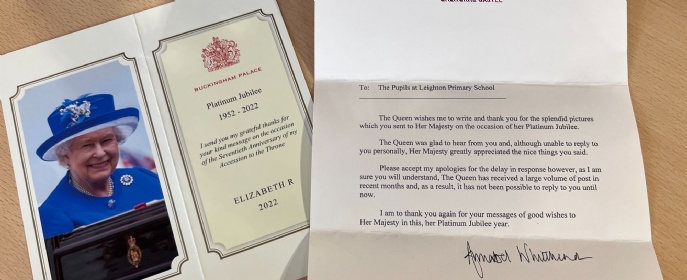 BUCKINGHAM PALACE
Platinum Jubilee
1952 - 2022
I send you my grateful thanks for
your kind message on the occasion
of the Seventieth Anniversary of my
Accession to the Throne
ELIZABETH R
2022
To: The Pupils at Leighton Primary School
The Queen wishes me to write and thank you for the splendid pictures
which you sent to Her Majesty on the occasion of her Platinum Jubilee.
The Queen was glad to hear from you and, although unable to reply to
you personally, Her Majesty greatly appreciated the nice things you said.
Please accept my apologies for the delay in response however, as I am
sure you will understand, The Queen has received a large volume of post in
recent months and, as a result, it has not been possible to reply to you until
now.
I am to thank you again for your messages of good wishes to
Her Majesty in this, her Platinum Jubilee year.